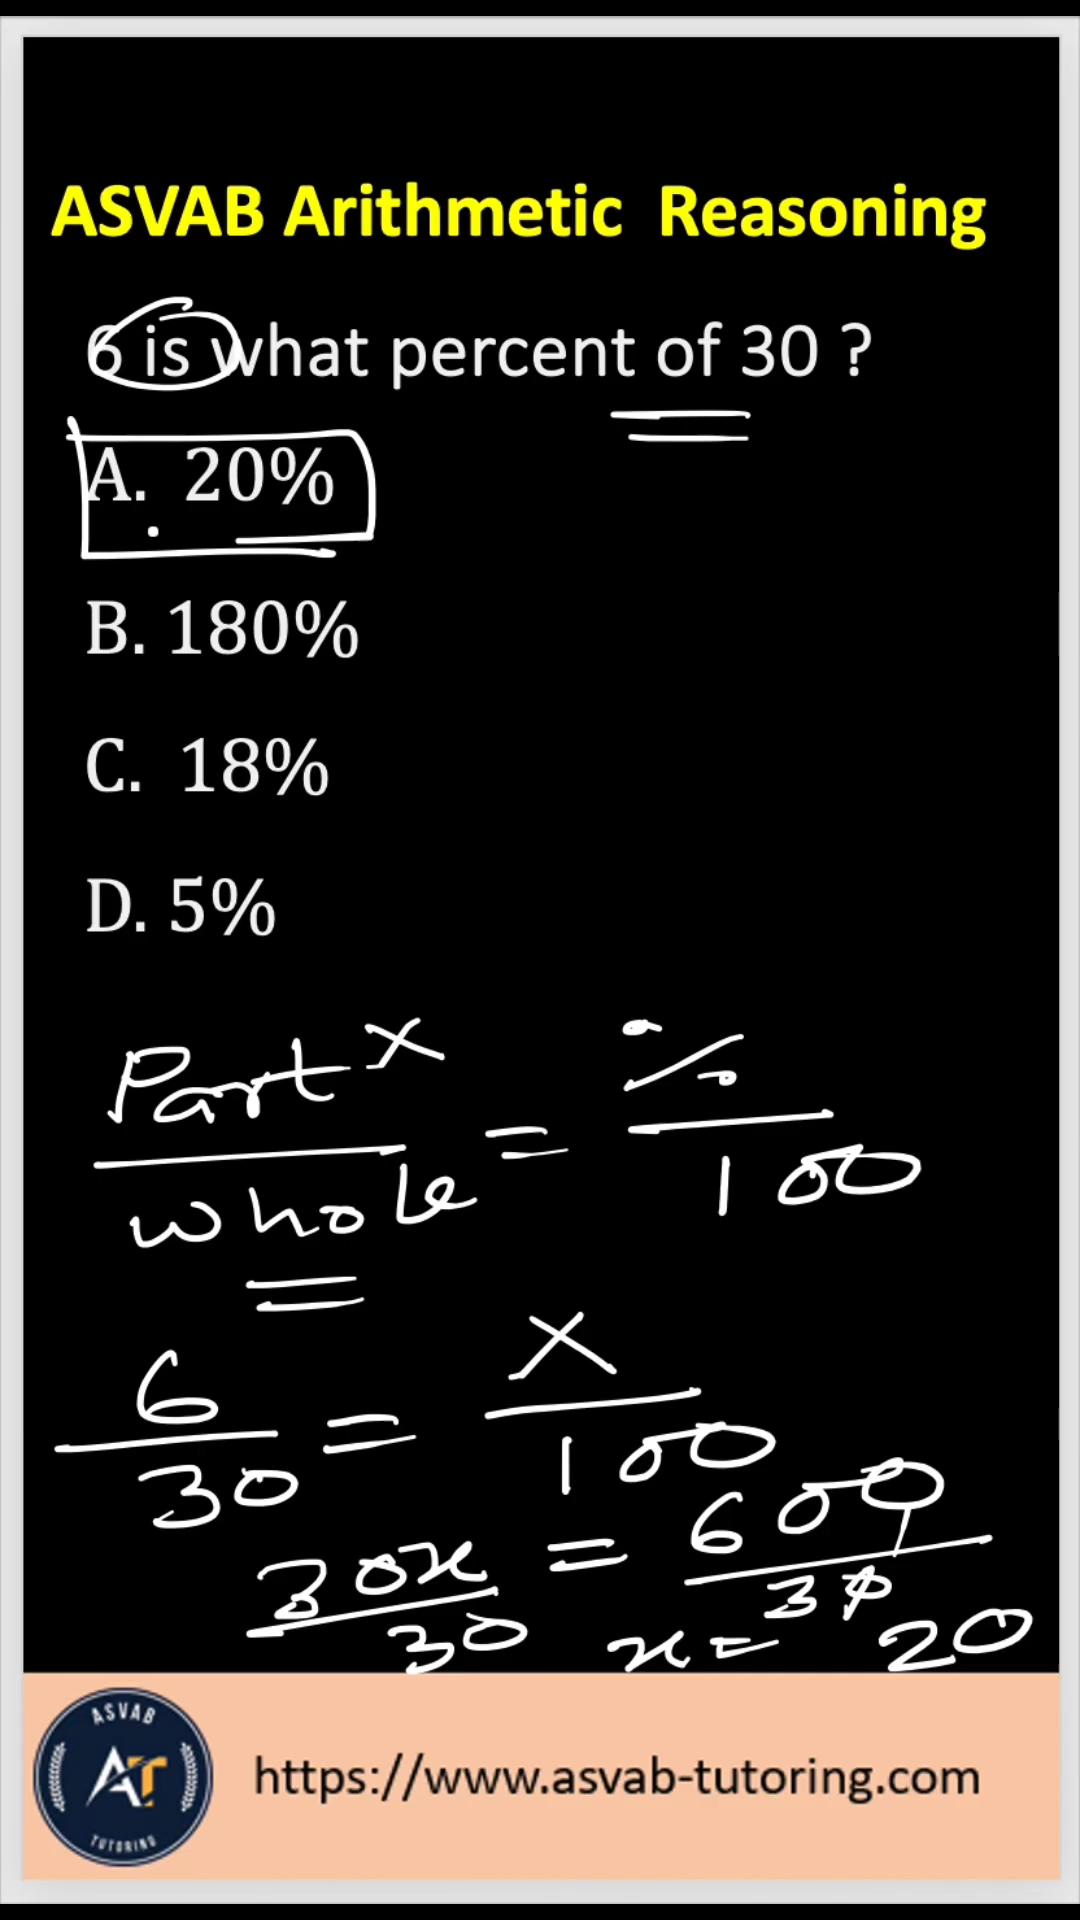 ASVAB Arithmetic Reasoning
6 is what percent of 30 ?
A. 20%
B. 180%
C. 18%
D. 5%
Part x = %
whole 100
6 = x
30 100
30x = 600
30 30
x = 20
ASVAB
AT
TUTORING
https://www.asvab-tutoring.com